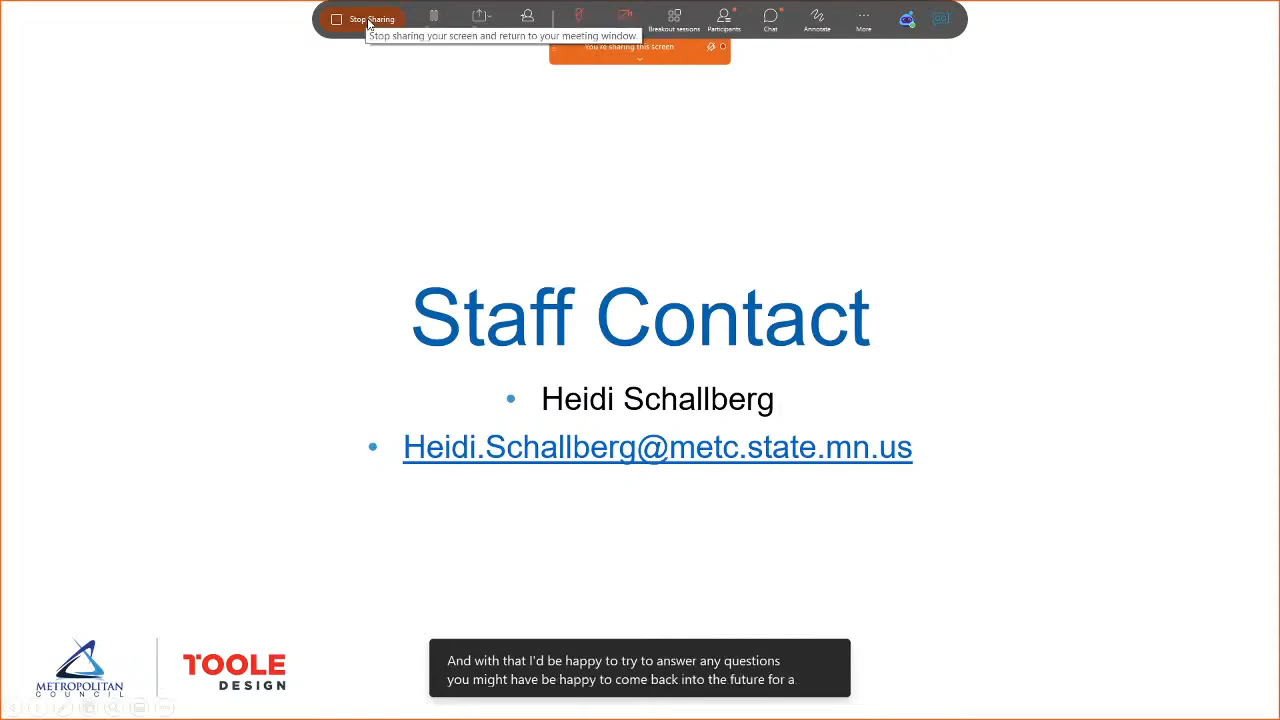 Stop Sharing
Breakout sessions
Participants
Chat
Annotate
More
Stop sharing your screen and return to your meeting window.
You're sharing this screen
Staff Contact
• Heidi Schallberg
• Heidi.Schallberg@metc.state.mn.us
METROPOLITAN
COUNCIL
TOOLE
DESIGN
And with that I'd be happy to try to answer any questions
you might have be happy to come back into the future for a.